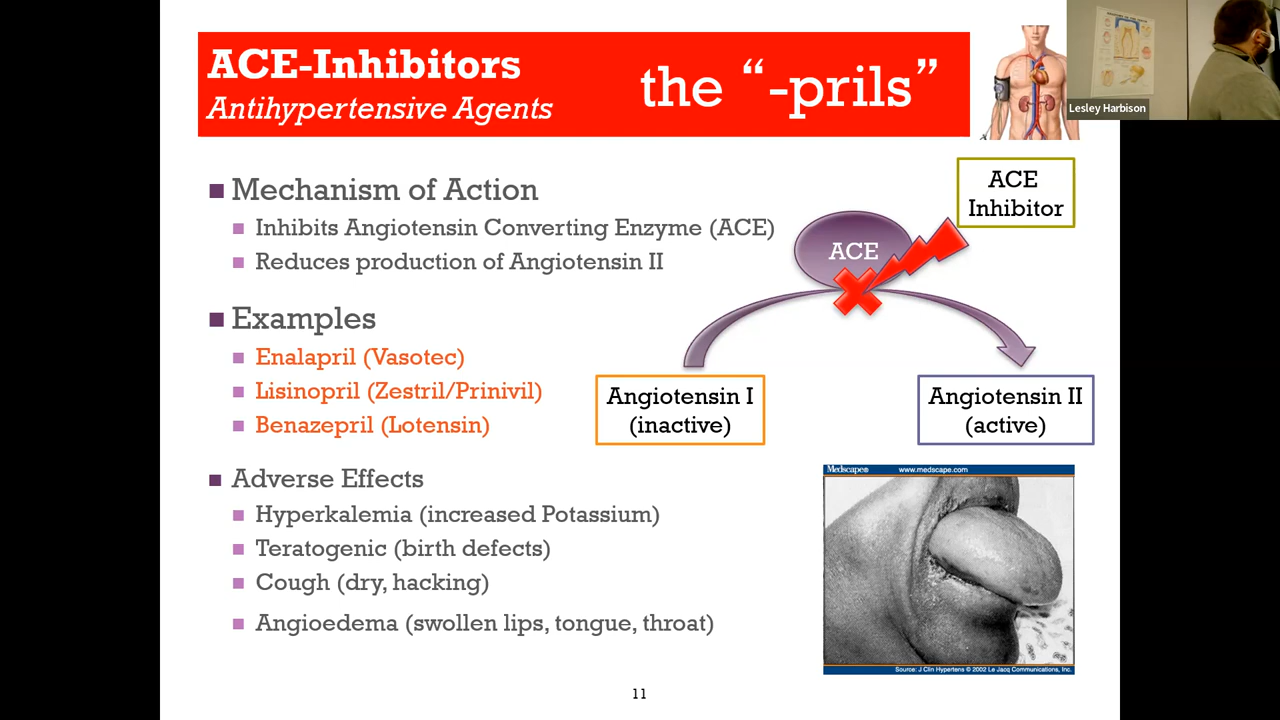 ACE-Inhibitors
Antihypertensive Agents
the “-prils”
Lesley Harbison
Mechanism of Action
Inhibits Angiotensin Converting Enzyme (ACE)
Reduces production of Angiotensin II
Examples
Enalapril (Vasotec)
Lisinopril (Zestril/Prinivil)
Benazepril (Lotensin)
Adverse Effects
Hyperkalemia (increased Potassium)
Teratogenic (birth defects)
Cough (dry, hacking)
Angioedema (swollen lips, tongue, throat)
ACE
Inhibitor
ACE
Angiotensin I
(inactive)
Angiotensin II
(active)
Medscape® www.medscape.com
Source: J Clin Hypertens © 2002 Le Jacq Communications, Inc.
11